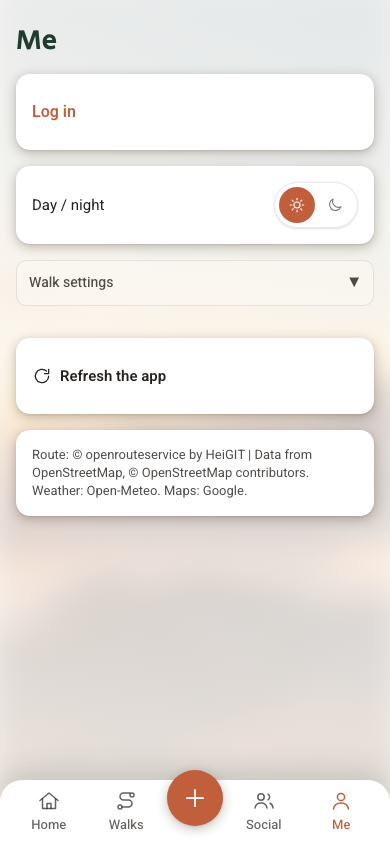 Me
Log in
Day / night
Walk settings
Refresh the app
Route: © openrouteservice by HeiGIT | Data from
OpenStreetMap, © OpenStreetMap contributors.
Weather: Open-Meteo. Maps: Google.
Home
Walks
Social
Me